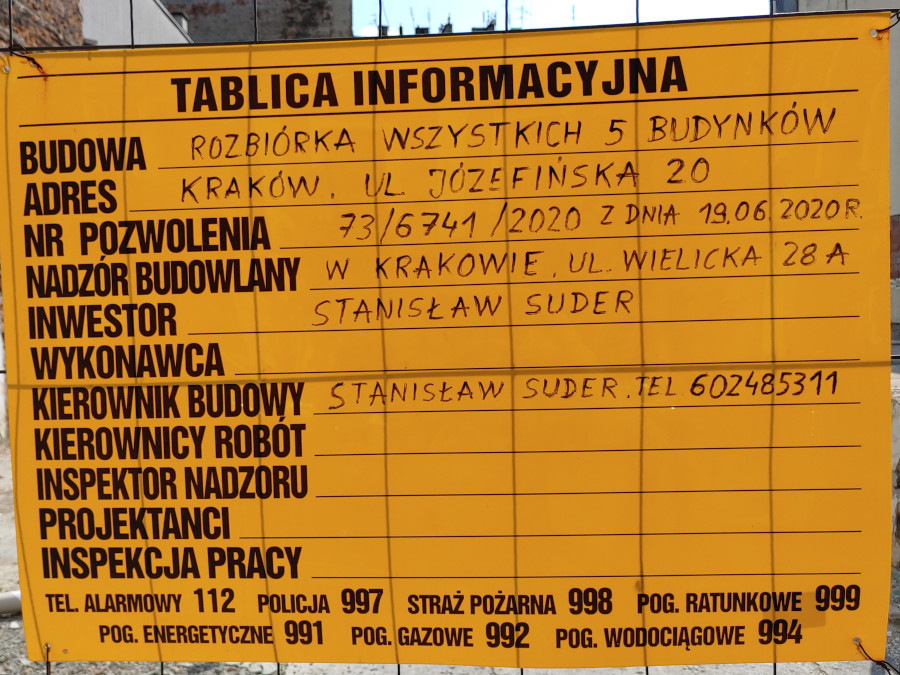 TABLICA INFORMACYJNA
BUDOWA ROZBIÓRKA WSZYSTKICH 5 BUDYNKÓW
ADRES KRAKÓW, UL. JÓZEFIŃSKA 20
NR POZWOLENIA 73/6741/2020 Z DNIA 19.06.2020R.
NADZÓR BUDOWLANY W KRAKOWIE, UL. WIELICKA 28A
INWESTOR STANISŁAW SUDER
WYKONAWCA
KIEROWNIK BUDOWY STANISŁAW SUDER, TEL 602485311
KIEROWNICY ROBÓT
INSPEKTOR NADZORU
PROJEKTANCI
INSPEKCJA PRACY
TEL. ALARMOWY 112 POLICJA 997 STRAŻ POŻARNA 998 POG. RATUNKOWE 999
POG. ENERGETYCZNE 991 POG. GAZOWE 992 POG. WODOCIĄGOWE 994